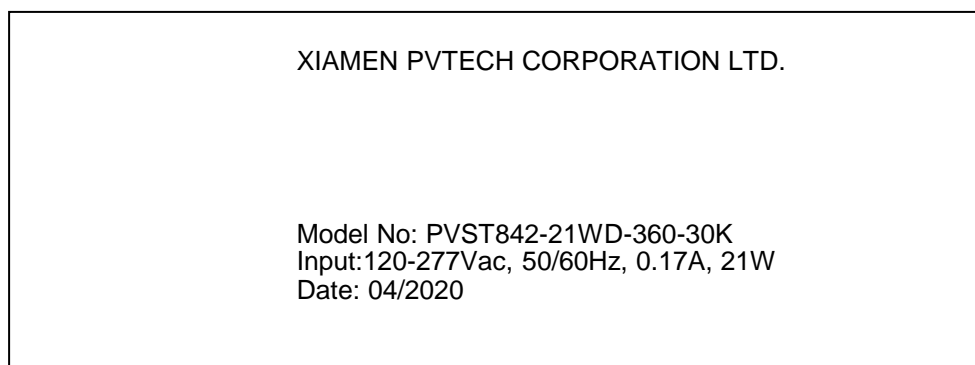 XIAMEN PVTECH CORPORATION LTD.
Model No: PVST842-21WD-360-30K
Input:120-277Vac, 50/60Hz, 0.17A, 21W
Date: 04/2020